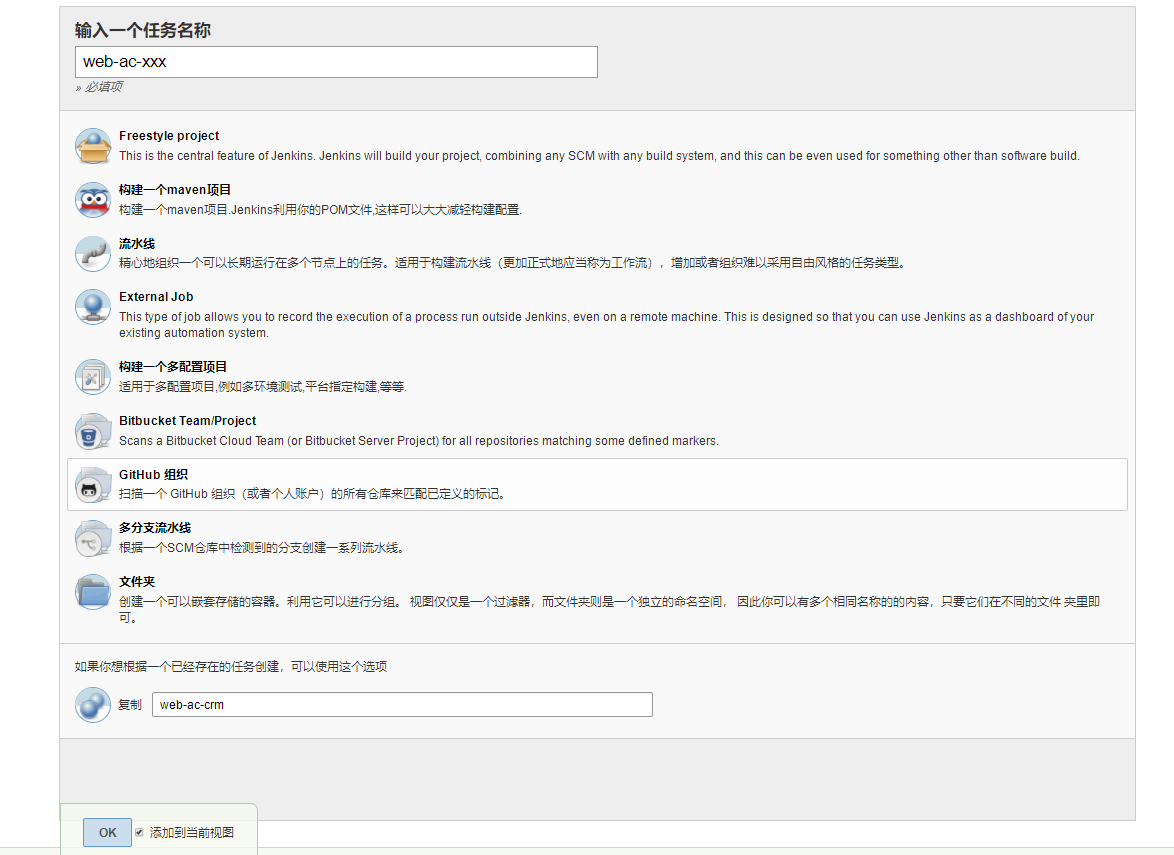 输入一个任务名称
web-ac-xxx
» 必填项
Freestyle project
This is the central feature of Jenkins. Jenkins will build your project, combining any SCM with any build system, and this can be even used for something other than software build.
构建一个maven项目
构建一个maven项目.Jenkins利用你的POM文件,这样可以大大减轻构建配置.
流水线
精心地组织一个可以长期运行在多个节点上的任务。适用于构建流水线（更加正式地应当称为工作流），增加或者组织难以采用自由风格的任务类型。
External Job
This type of job allows you to record the execution of a process run outside Jenkins, even on a remote machine. This is designed so that you can use Jenkins as a dashboard of your
existing automation system.
构建一个多配置项目
适用于多配置项目,例如多环境测试,平台指定构建,等等.
Bitbucket Team/Project
Scans a Bitbucket Cloud Team (or Bitbucket Server Project) for all repositories matching some defined markers.
GitHub 组织
扫描一个 GitHub 组织（或者个人账户）的所有仓库来匹配已定义的标记。
多分支流水线
根据一个SCM仓库中检测到的分支创建一系列流水线。
文件夹
创建一个可以嵌套存储的容器。利用它可以进行分组。 视图仅仅是一个过滤器，而文件夹则是一个独立的命名空间， 因此你可以有多个相同名称的的内容，只要它们在不同的文件 夹里即
可。
如果你想根据一个已经存在的任务创建，可以使用这个选项
复制 web-ac-crm
OK 添加到当前视图